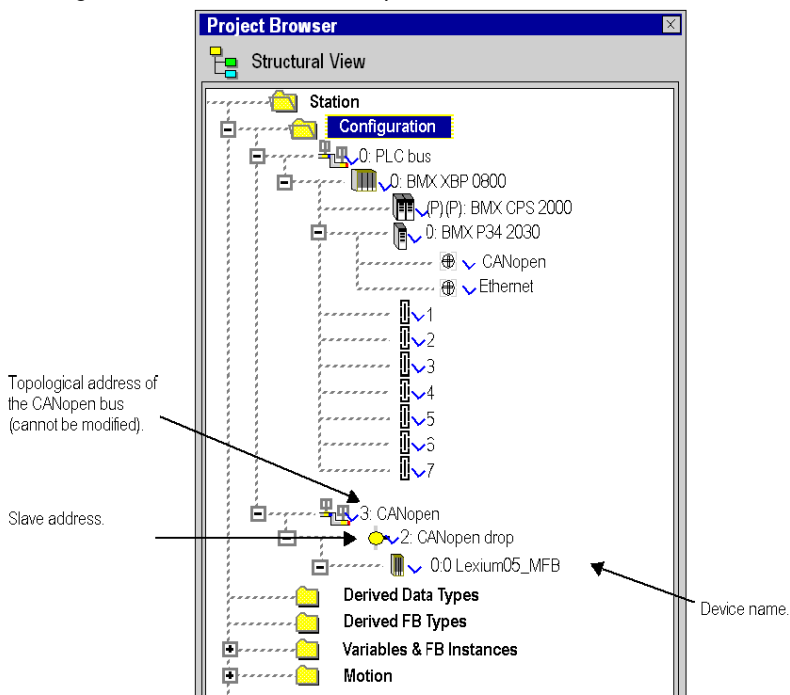 Project Browser
Structural View
Station
Configuration
0: PLC bus
0: BMX XBP 0800
(P) (P): BMX CPS 2000
0: BMX P34 2030
CANopen
Ethernet
1
2
3
4
5
6
7
Topological address of
the CANopen bus
(cannot be modified).
3: CANopen
Slave address.
2: CANopen drop
0:0 Lexium05_MFB
Device name.
Derived Data Types
Derived FB Types
Variables & FB Instances
Motion